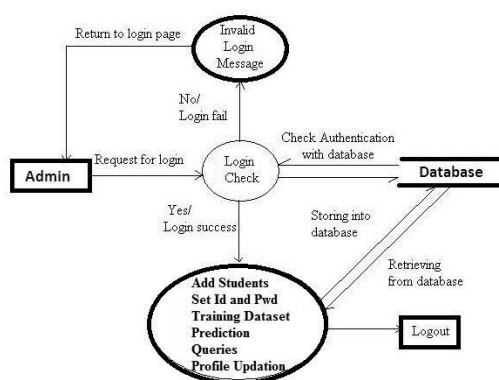 Return to login page
Invalid
Login
Message
No/
Login fail
Check Authentication
with database
Admin
Request for login
Login
Check
Database
Yes/
Login success
Storing into
database
Retrieving
from database
Add Students
Set Id and Pwd
Training Dataset
Prediction
Queries
Profile Updation
Logout